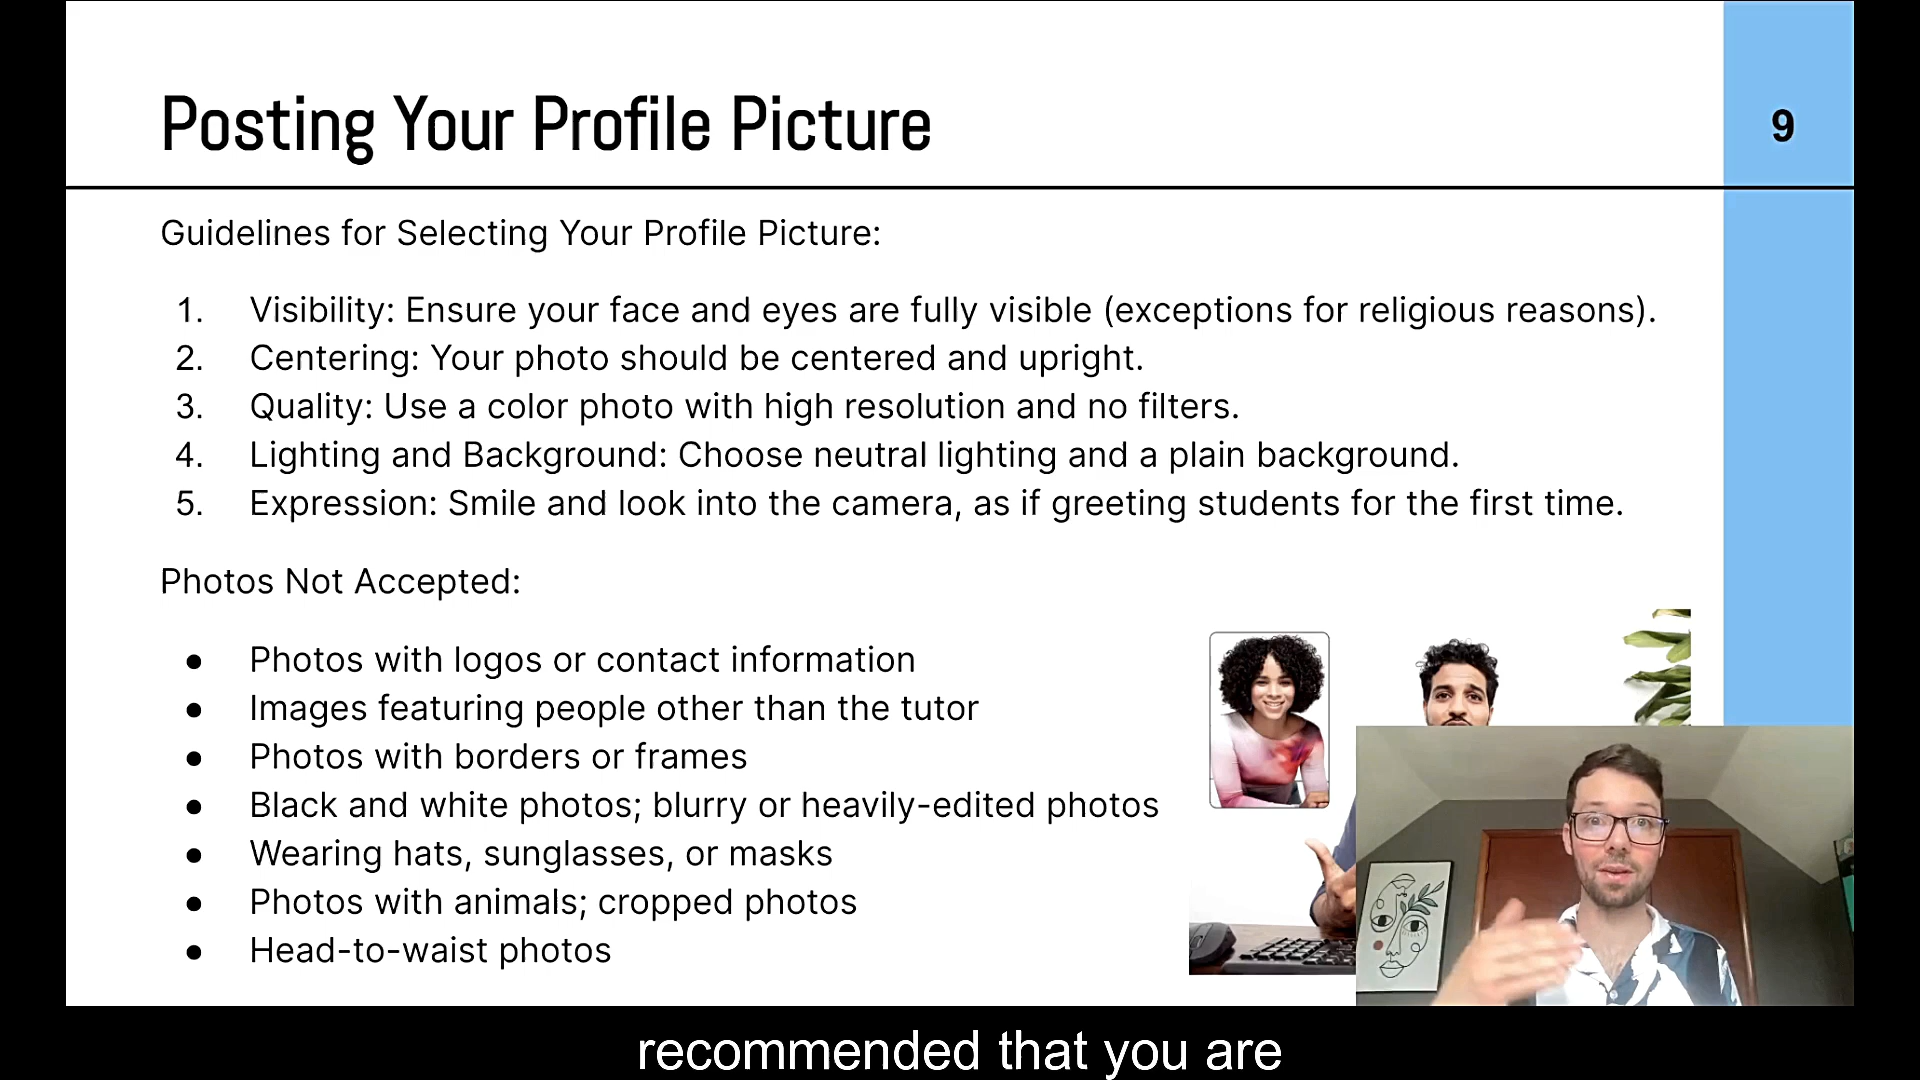 Posting Your Profile Picture
9
Guidelines for Selecting Your Profile Picture:
1. Visibility: Ensure your face and eyes are fully visible (exceptions for religious reasons).
2. Centering: Your photo should be centered and upright.
3. Quality: Use a color photo with high resolution and no filters.
4. Lighting and Background: Choose neutral lighting and a plain background.
5. Expression: Smile and look into the camera, as if greeting students for the first time.
Photos Not Accepted:
● Photos with logos or contact information
● Images featuring people other than the tutor
● Photos with borders or frames
● Black and white photos; blurry or heavily-edited photos
● Wearing hats, sunglasses, or masks
● Photos with animals; cropped photos
● Head-to-waist photos
recommended that you are